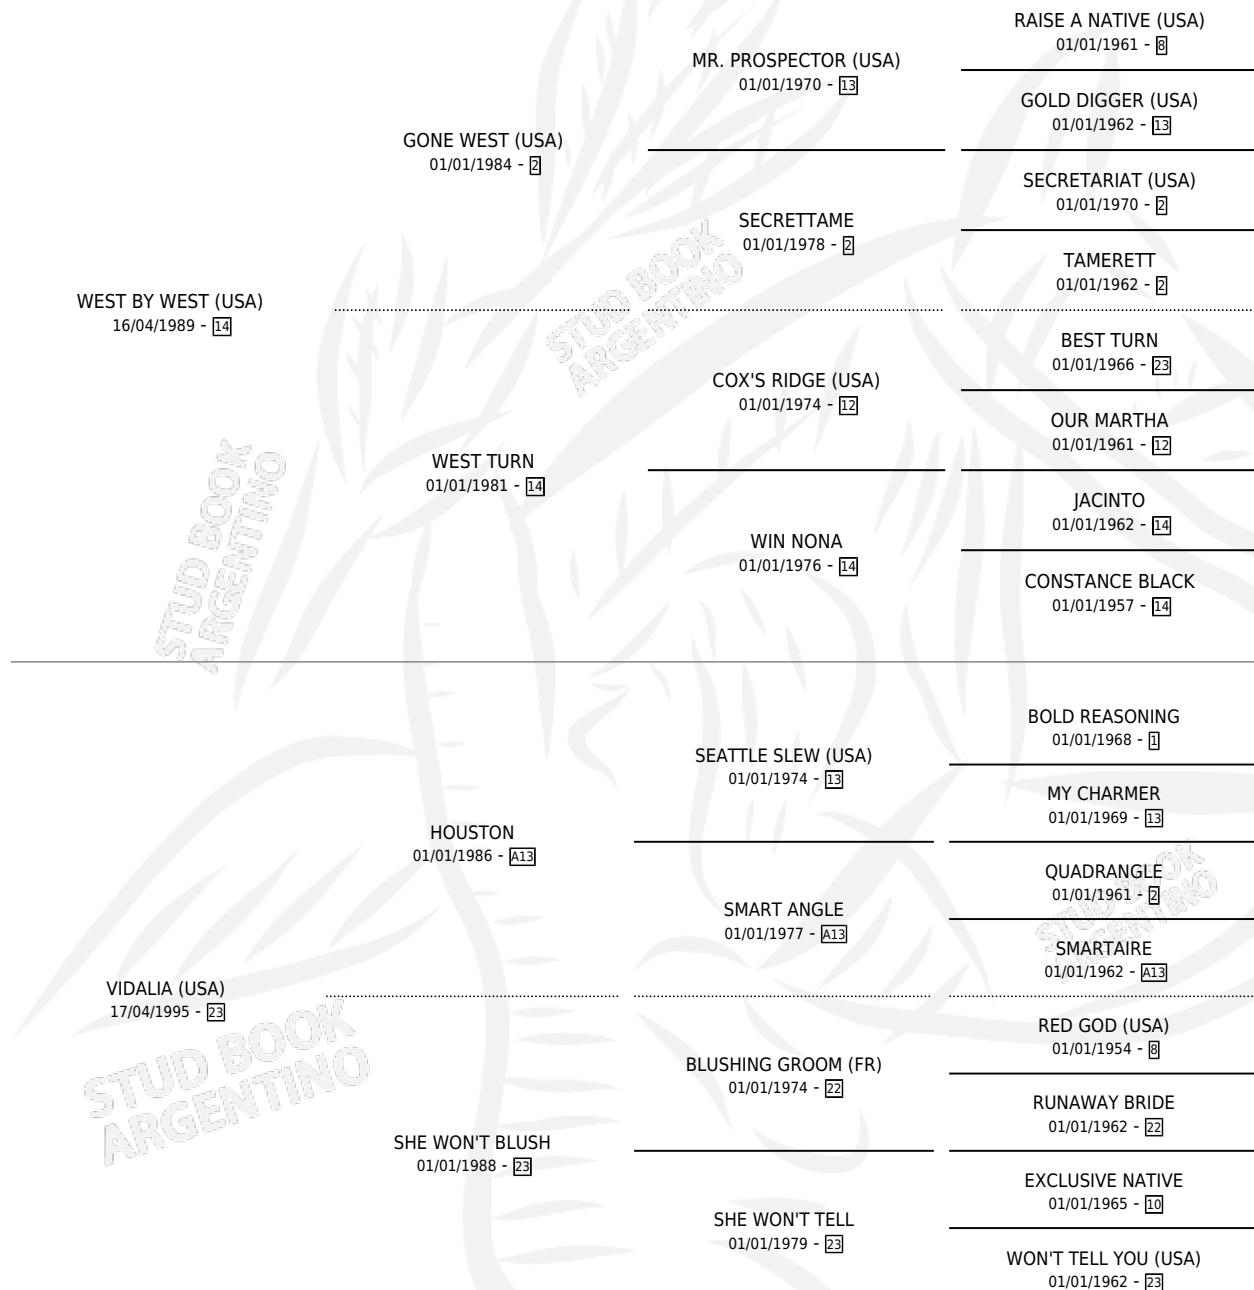 RAISE A NATIVE (USA)
01/01/1961 - 8
MR. PROSPECTOR (USA)
01/01/1970 - 13
GOLD DIGGER (USA)
01/01/1962 - 13
GONE WEST (USA)
01/01/1984 - 2
SECRETARIAT (USA)
01/01/1970 - 2
SECRETTAME
01/01/1978 - 2
TAMERETT
01/01/1962 - 2
WEST BY WEST (USA)
16/04/1989 - 14
BEST TURN
01/01/1966 - 23
COX'S RIDGE (USA)
01/01/1974 - 12
OUR MARTHA
01/01/1961 - 12
WEST TURN
01/01/1981 - 14
JACINTO
01/01/1962 - 14
WIN NONA
01/01/1976 - 14
CONSTANCE BLACK
01/01/1957 - 14
BOLD REASONING
01/01/1968 - 1
SEATTLE SLEW (USA)
01/01/1974 - 13
MY CHARMER
01/01/1969 - 13
HOUSTON
01/01/1986 - A13
QUADRANGLE
01/01/1961 - 2
SMART ANGLE
01/01/1977 - A13
SMARTAIRE
01/01/1962 - A13
VIDALIA (USA)
17/04/1995 - 23
RED GOD (USA)
01/01/1954 - 8
BLUSHING GROOM (FR)
01/01/1974 - 22
RUNAWAY BRIDE
01/01/1962 - 22
SHE WON'T BLUSH
01/01/1988 - 23
EXCLUSIVE NATIVE
01/01/1965 - 10
SHE WON'T TELL
01/01/1979 - 23
WON'T TELL YOU (USA)
01/01/1962 - 23
STUD BOOK
ARGENTINO
STUD BOOK
ARGENTINO
STUD BOOK
ARGENTINO
STUD BOOK
ARGENTINO